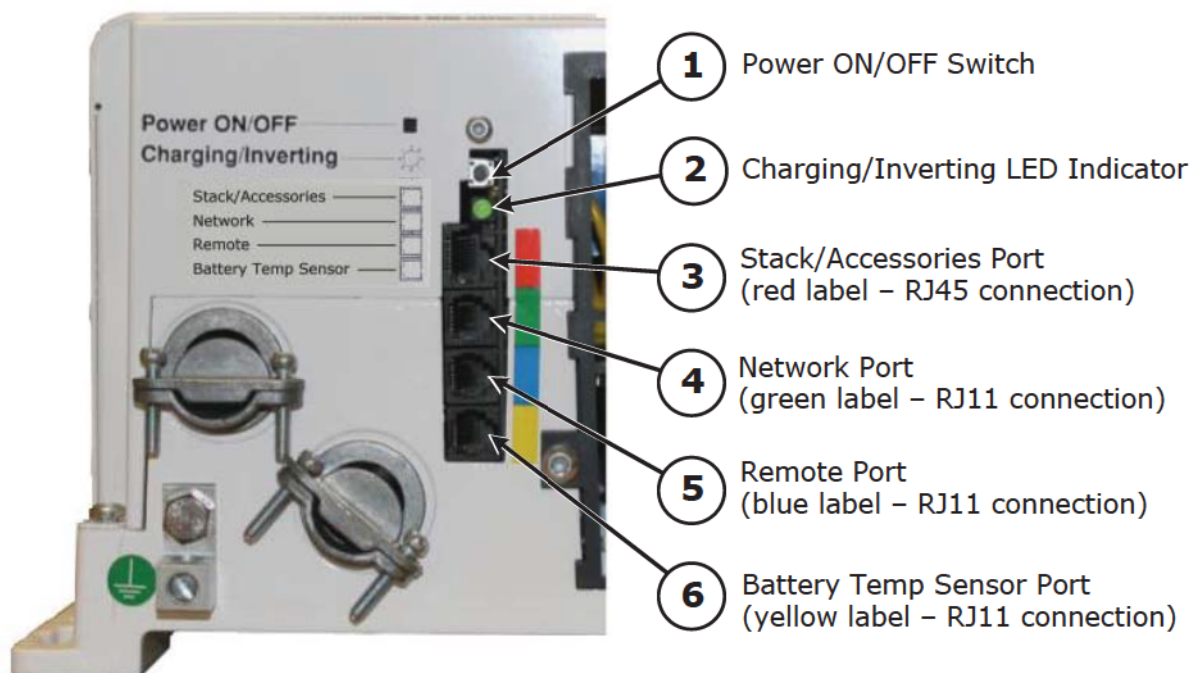 Power ON/OFF
Charging/Inverting
Stack/Accessories
Network
Remote
Battery Temp Sensor
1 Power ON/OFF Switch
2 Charging/Inverting LED Indicator
3 Stack/Accessories Port
(red label – RJ45 connection)
4 Network Port
(green label – RJ11 connection)
5 Remote Port
(blue label – RJ11 connection)
6 Battery Temp Sensor Port
(yellow label – RJ11 connection)